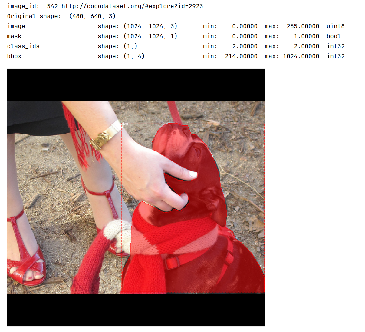 image_id: 362 http://cocodataset.org/#explore?id=2923
Original shape: (480, 640, 3)
image shape: (1024, 1024, 3) min: 0.00000 max: 255.00000 uint8
mask shape: (1024, 1024, 1) min: 0.00000 max: 1.00000 bool
class_ids shape: (1,) min: 2.00000 max: 2.00000 int32
bbox shape: (1, 4) min: 214.00000 max: 1024.00000 int32